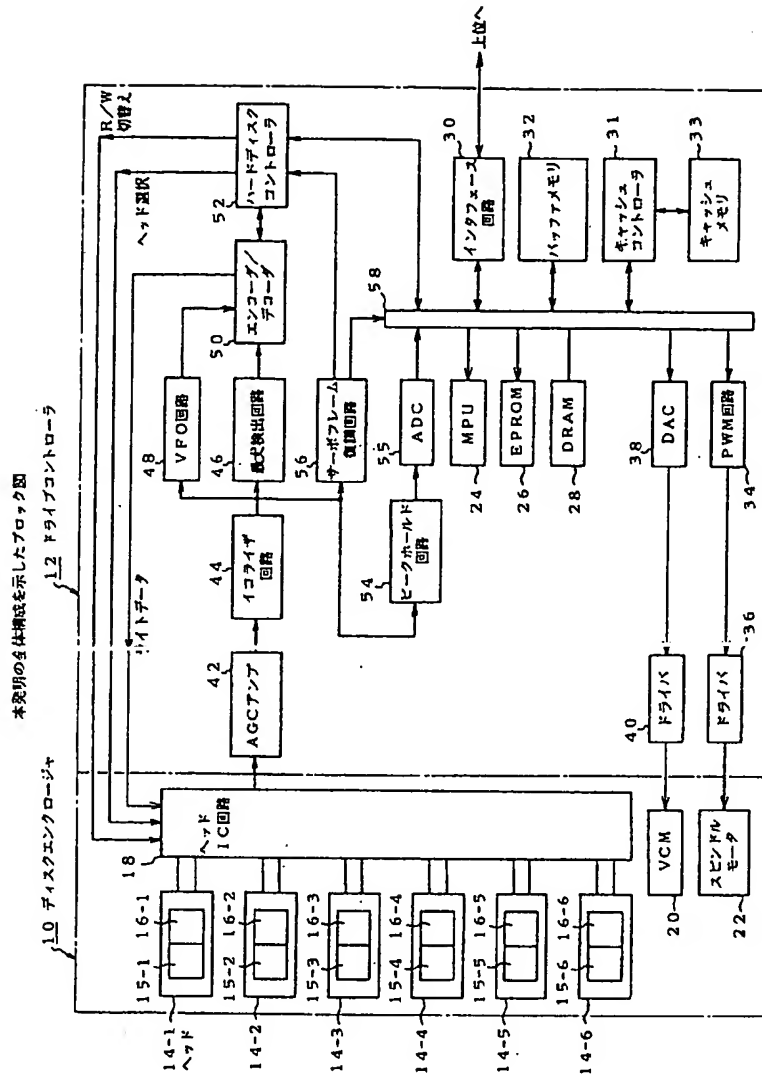 本発明の全体構成を示したブロック図
10 ディスクエンクロージャ
12 ドライブコントローラ
14-1
ヘッド
15-1
16-1
14-2
15-2
16-2
14-3
15-3
16-3
14-4
15-4
16-4
14-5
15-5
16-5
14-6
15-6
16-6
18
ヘッド
IC回路
VCM
20
スピンドル
モータ
22
ライトデータ
ヘッド選択
R/W
切替え
42
AGCアンプ
44
イコライザ
回路
48
VFO回路
46
最尤検出回路
50
エンコーダ/
デコーダ
52
ハードディスク
コントローラ
56
サーボフレーム
復調回路
54
ピークホールド
回路
55
ADC
MPU
24
EPROM
26
DRAM
28
DAC
38
PWM回路
34
40
ドライバ
ドライバ
36
58
インタフェース
回路
30
上位へ
バッファメモリ
32
キャッシュ
コントローラ
31
キャッシュ
メモリ
33